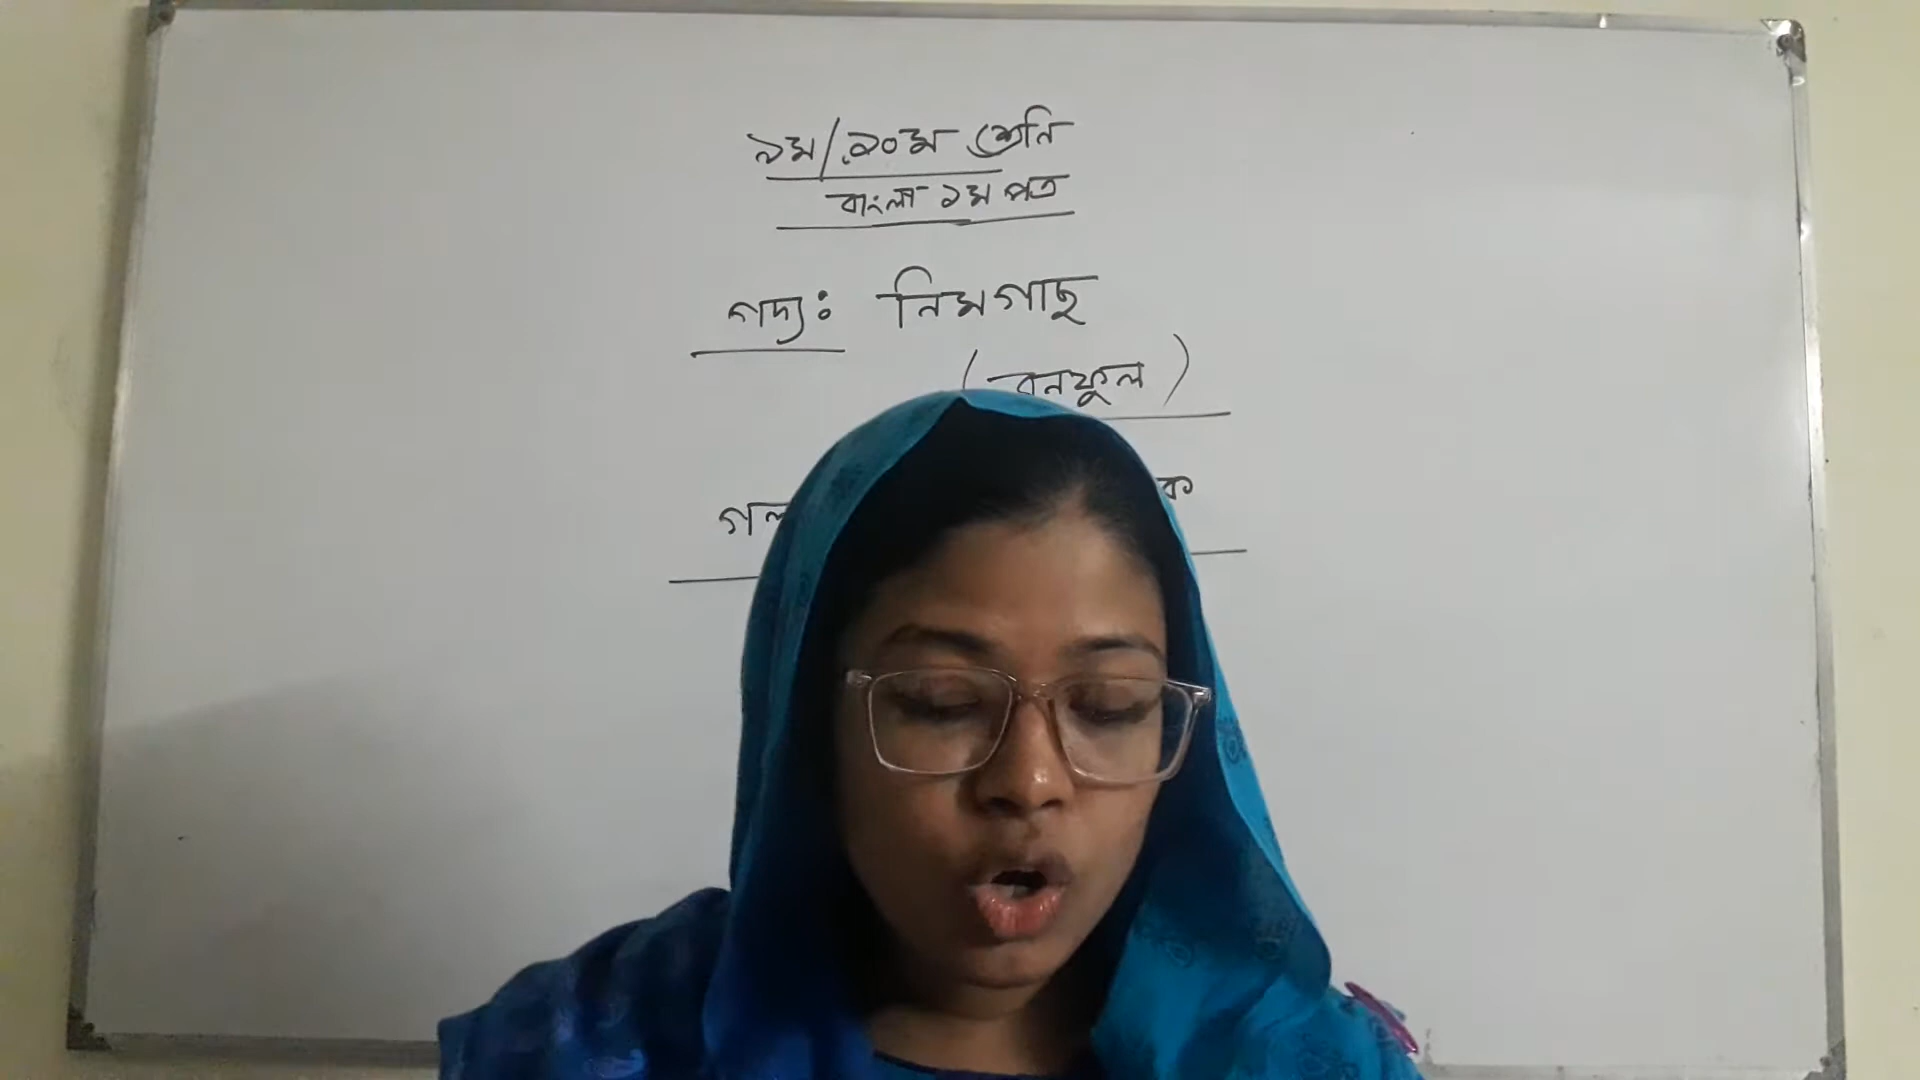 ৯ম/১০ম শ্রেনি
বাংলা ১ম পত্র
গদ্যঃ নিমগাছ
(বনফুল)